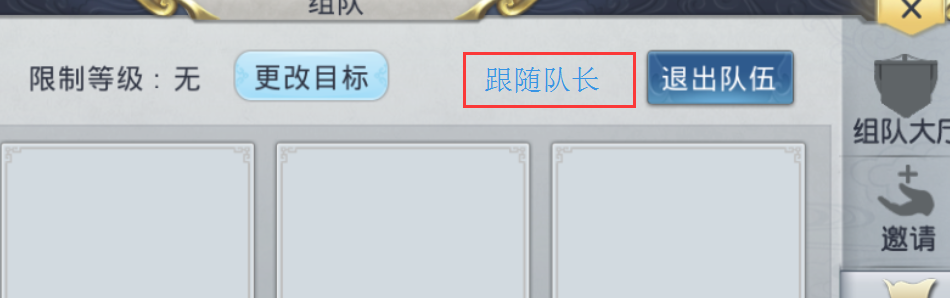 组队
限制等级：无
更改目标
跟随队长
退出队伍
组队大厅
邀请